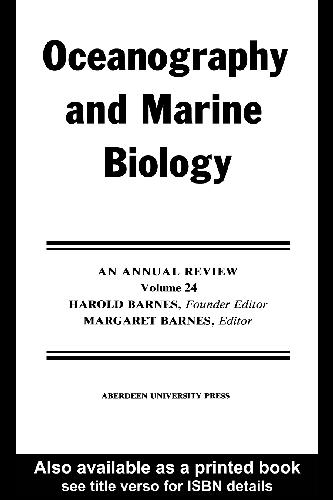 Oceanography
and Marine
Biology
AN ANNUAL REVIEW
Volume 24
HAROLD BARNES, Founder Editor
MARGARET BARNES, Editor
ABERDEEN UNIVERSITY PRESS
Also available as a printed book
see title verso for ISBN details